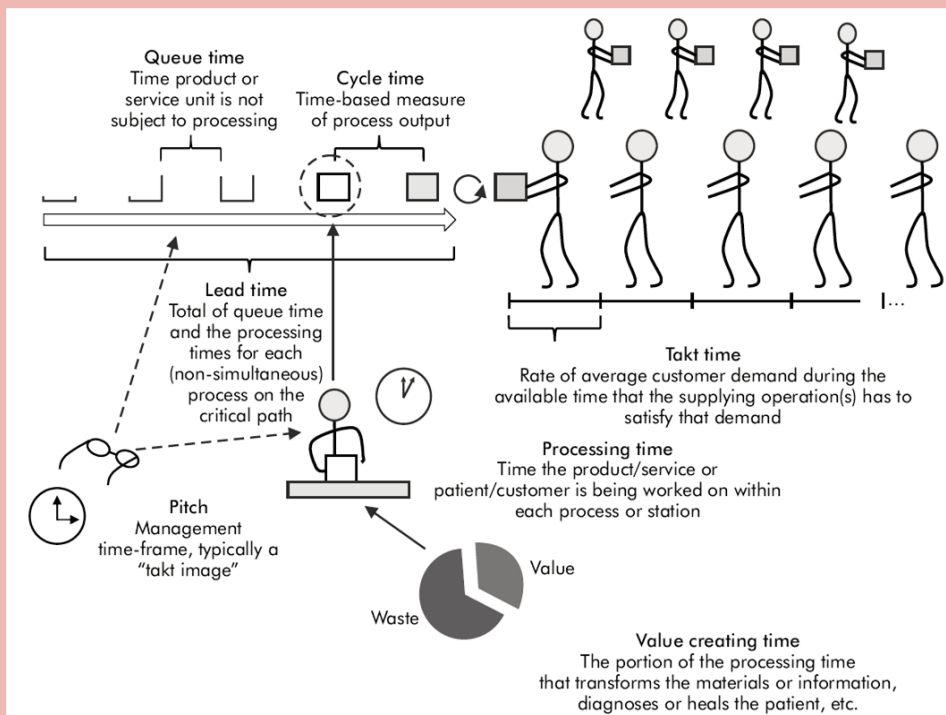 Queue time
Time product or
service unit is not
subject to processing
Cycle time
Time-based measure
of process output
Lead time
Total of queue time
and the processing
times for each
(non-simultaneous)
process on the
critical path
|...
Takt time
Rate of average customer demand during the
available time that the supplying operation(s) has to
satisfy that demand
Processing time
Time the product/service or
patient/customer is being worked on within
each process or station
Pitch
Management
time-frame, typically a
“takt image”
Value
Waste
Value creating time
The portion of the processing time
that transforms the materials or information,
diagnoses or heals the patient, etc.